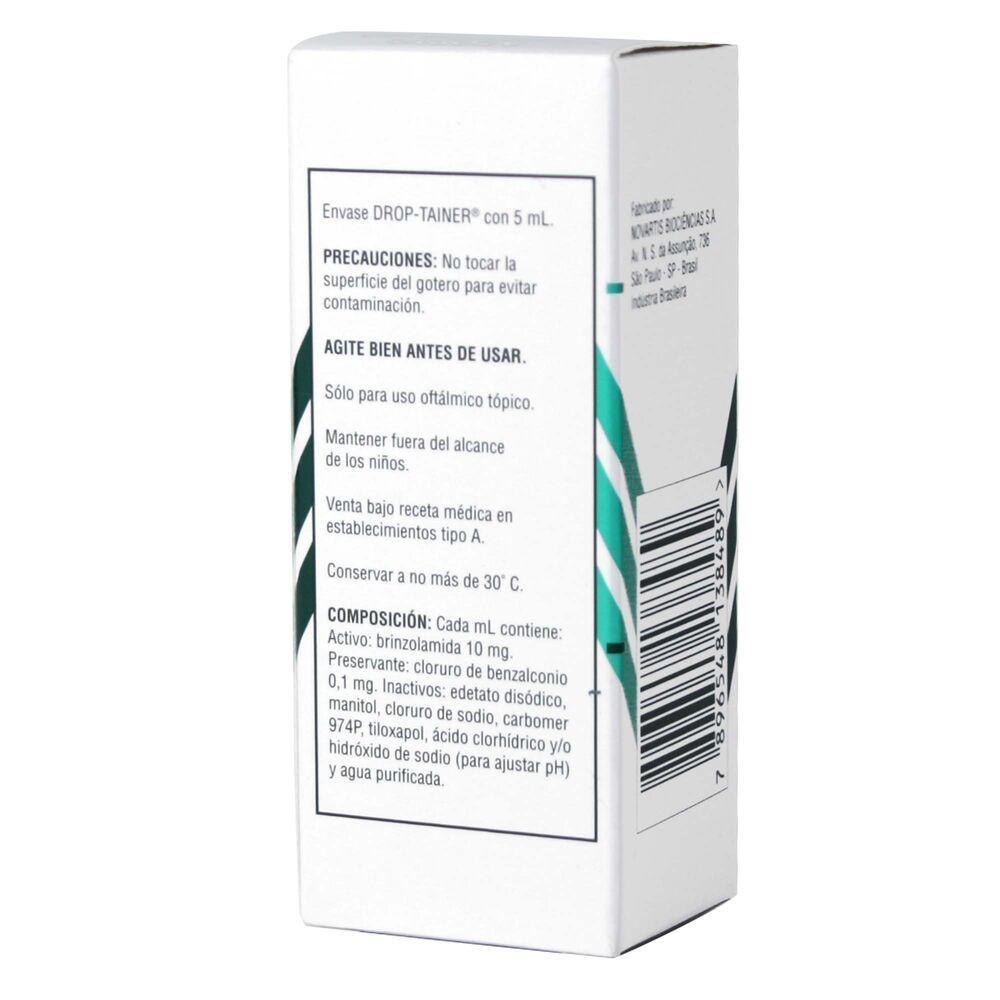 Envase DROP-TAINER® con 5 mL.
PRECAUCIONES: No tocar la
superficie del gotero para evitar
contaminación.
AGITE BIEN ANTES DE USAR.
Sólo para uso oftálmico tópico.
Mantener fuera del alcance
de los niños.
Venta bajo receta médica en
establecimientos tipo A.
Conservar a no más de 30° C.
COMPOSICIÓN: Cada mL contiene:
Activo: brinzolamida 10 mg.
Preservante: cloruro de benzalconio
0,1 mg. Inactivos: edetato disódico,
manitol, cloruro de sodio, carbomer
974P, tiloxapol, ácido clorhídrico y/o
hidróxido de sodio (para ajustar pH)
y agua purificada.
Fabricado por:
NOVARTIS BIOCIÊNCIAS S.A
Av. N. S. da Assunção, 736
São Paulo - SP - Brasil
Indústria Brasileira
7 896548 138489 >